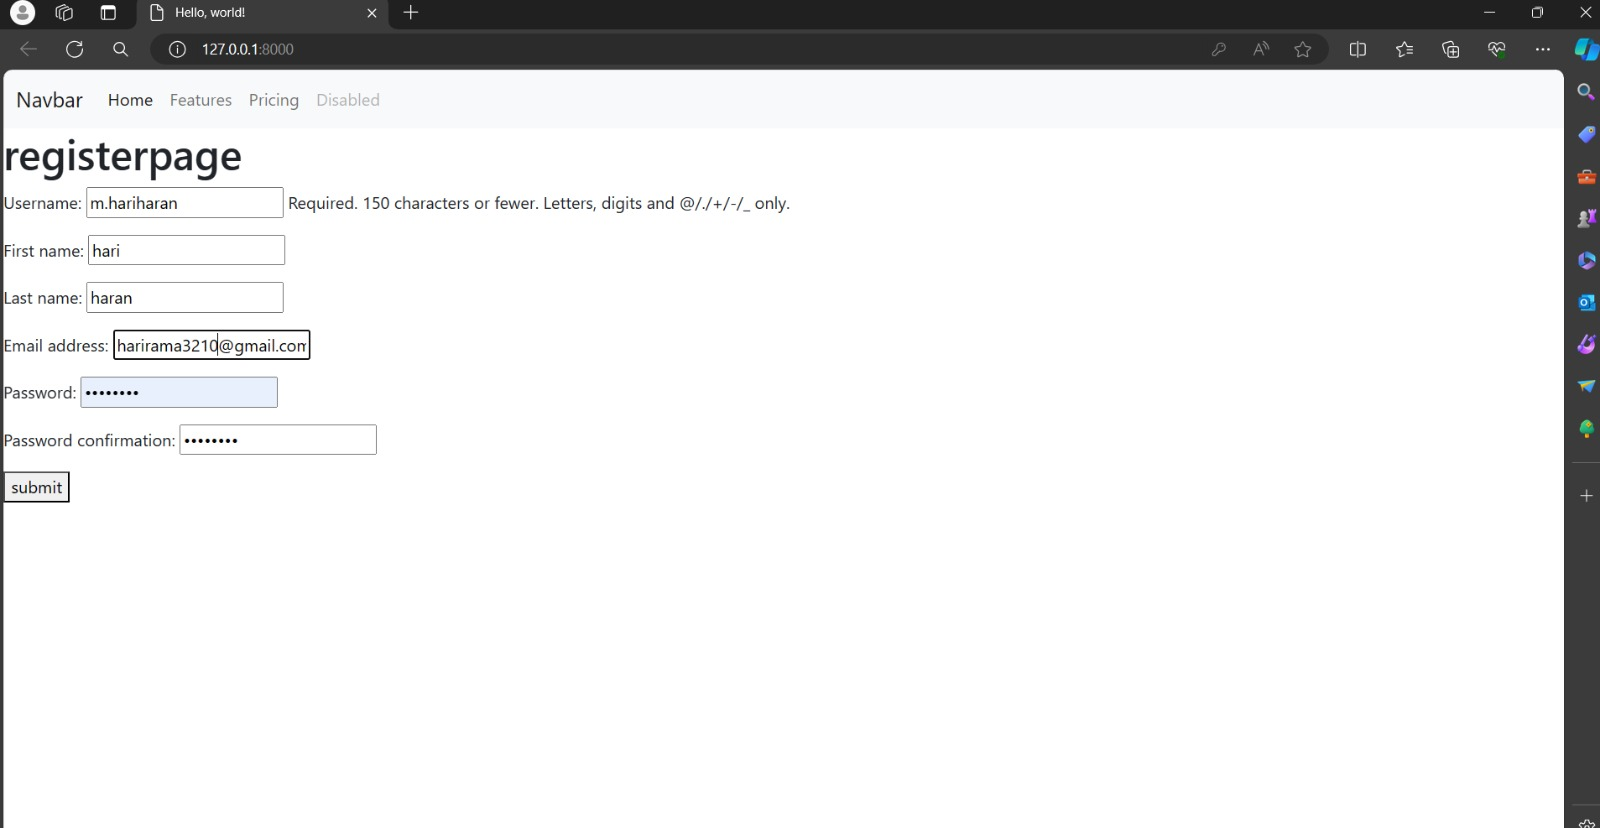 Hello, world!
127.0.0.1:8000
Navbar Home Features Pricing Disabled
registerpage
Username: m.hariharan Required. 150 characters or fewer. Letters, digits and @/./+/-/_ only.
First name: hari
Last name: haran
Email address: harirama3210@gmail.com
Password: ••••••••
Password confirmation: ••••••••
submit